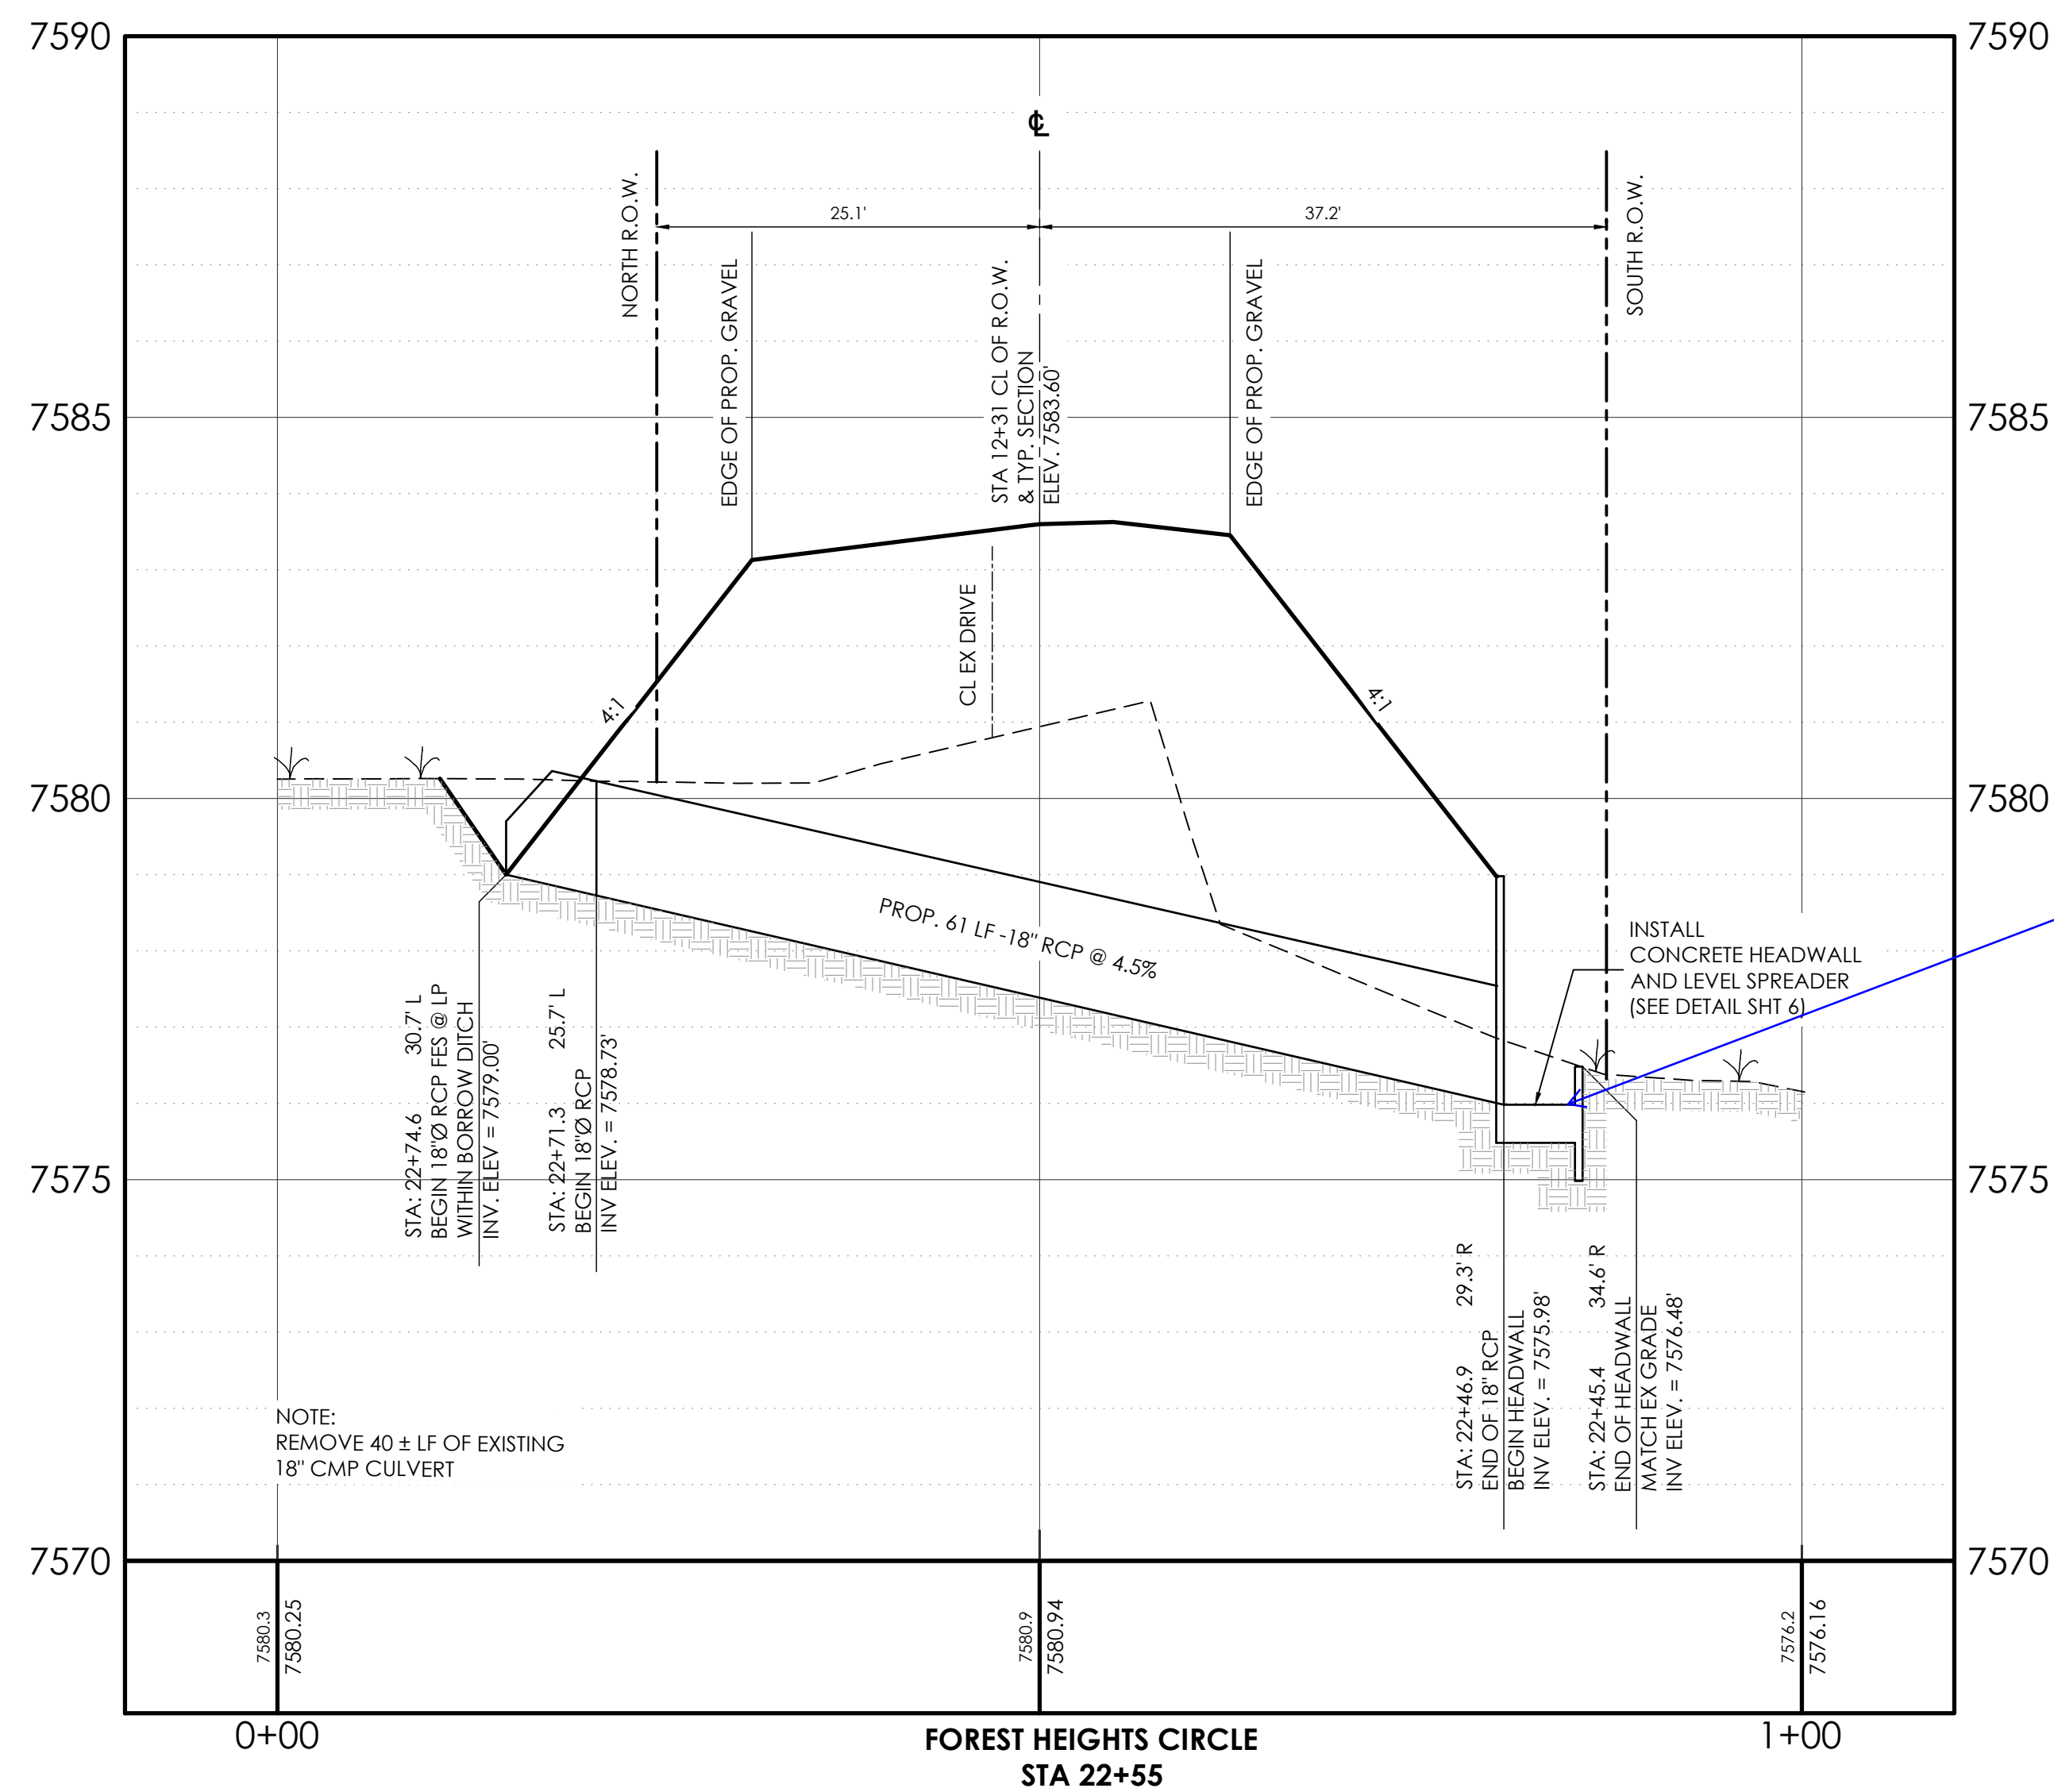 7590
7590
℄
NORTH R.O.W.
25.1'
37.2'
SOUTH R.O.W.
EDGE OF PROP. GRAVEL
STA 12+31 CL OF R.O.W.
& TYP. SECTION
ELEV. 7583.60'
EDGE OF PROP. GRAVEL
7585
7585
CL EX DRIVE
4:1
4:1
7580
7580
PROP. 61 LF -18" RCP @ 4.5%
INSTALL
CONCRETE HEADWALL
AND LEVEL SPREADER
(SEE DETAIL SHT 6)
STA: 22+74.6 30.7' L
BEGIN 18"Ø RCP FES @ LP
WITHIN BORROW DITCH
INV. ELEV = 7579.00'
STA: 22+71.3 25.7' L
BEGIN 18"Ø RCP
INV ELEV. = 7578.73'
7575
7575
STA: 22+46.9 29.3' R
END OF 18" RCP
BEGIN HEADWALL
INV ELEV. = 7575.98'
STA: 22+45.4 34.6' R
END OF HEADWALL
MATCH EX GRADE
INV ELEV. = 7576.48'
NOTE:
REMOVE 40 ± LF OF EXISTING
18" CMP CULVERT
7570
7570
7580.3
7580.25
7580.9
7580.94
7576.2
7576.16
0+00
1+00
FOREST HEIGHTS CIRCLE
STA 22+55